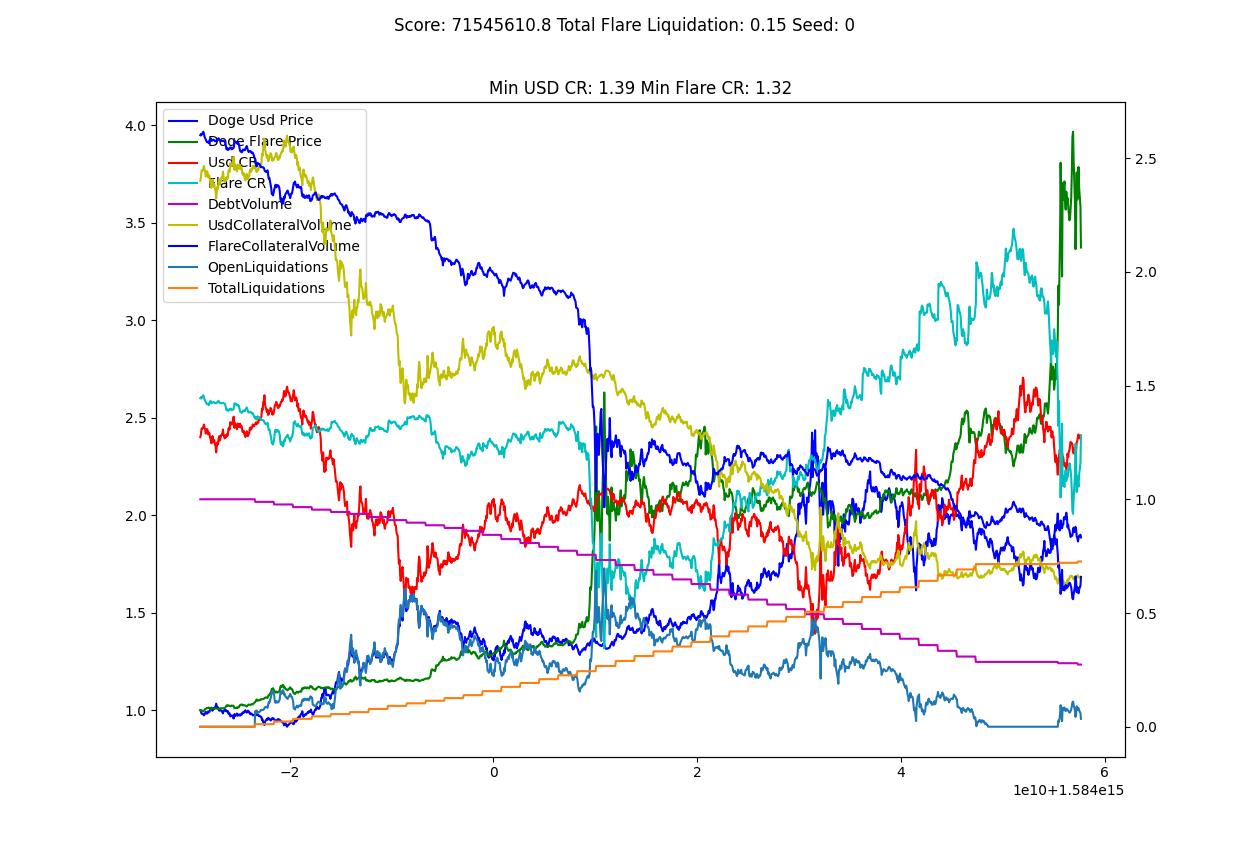 Score: 71545610.8 Total Flare Liquidation: 0.15 Seed: 0
Min USD CR: 1.39 Min Flare CR: 1.32
Doge Usd Price
Doge Flare Price
Usd CR
Flare CR
DebtVolume
UsdCollateralVolume
FlareCollateralVolume
OpenLiquidations
TotalLiquidations
4.0
3.5
3.0
2.5
2.0
1.5
1.0
2.5
2.0
1.5
1.0
0.5
0.0
−2
0
2
4
6
1e10+1.584e15